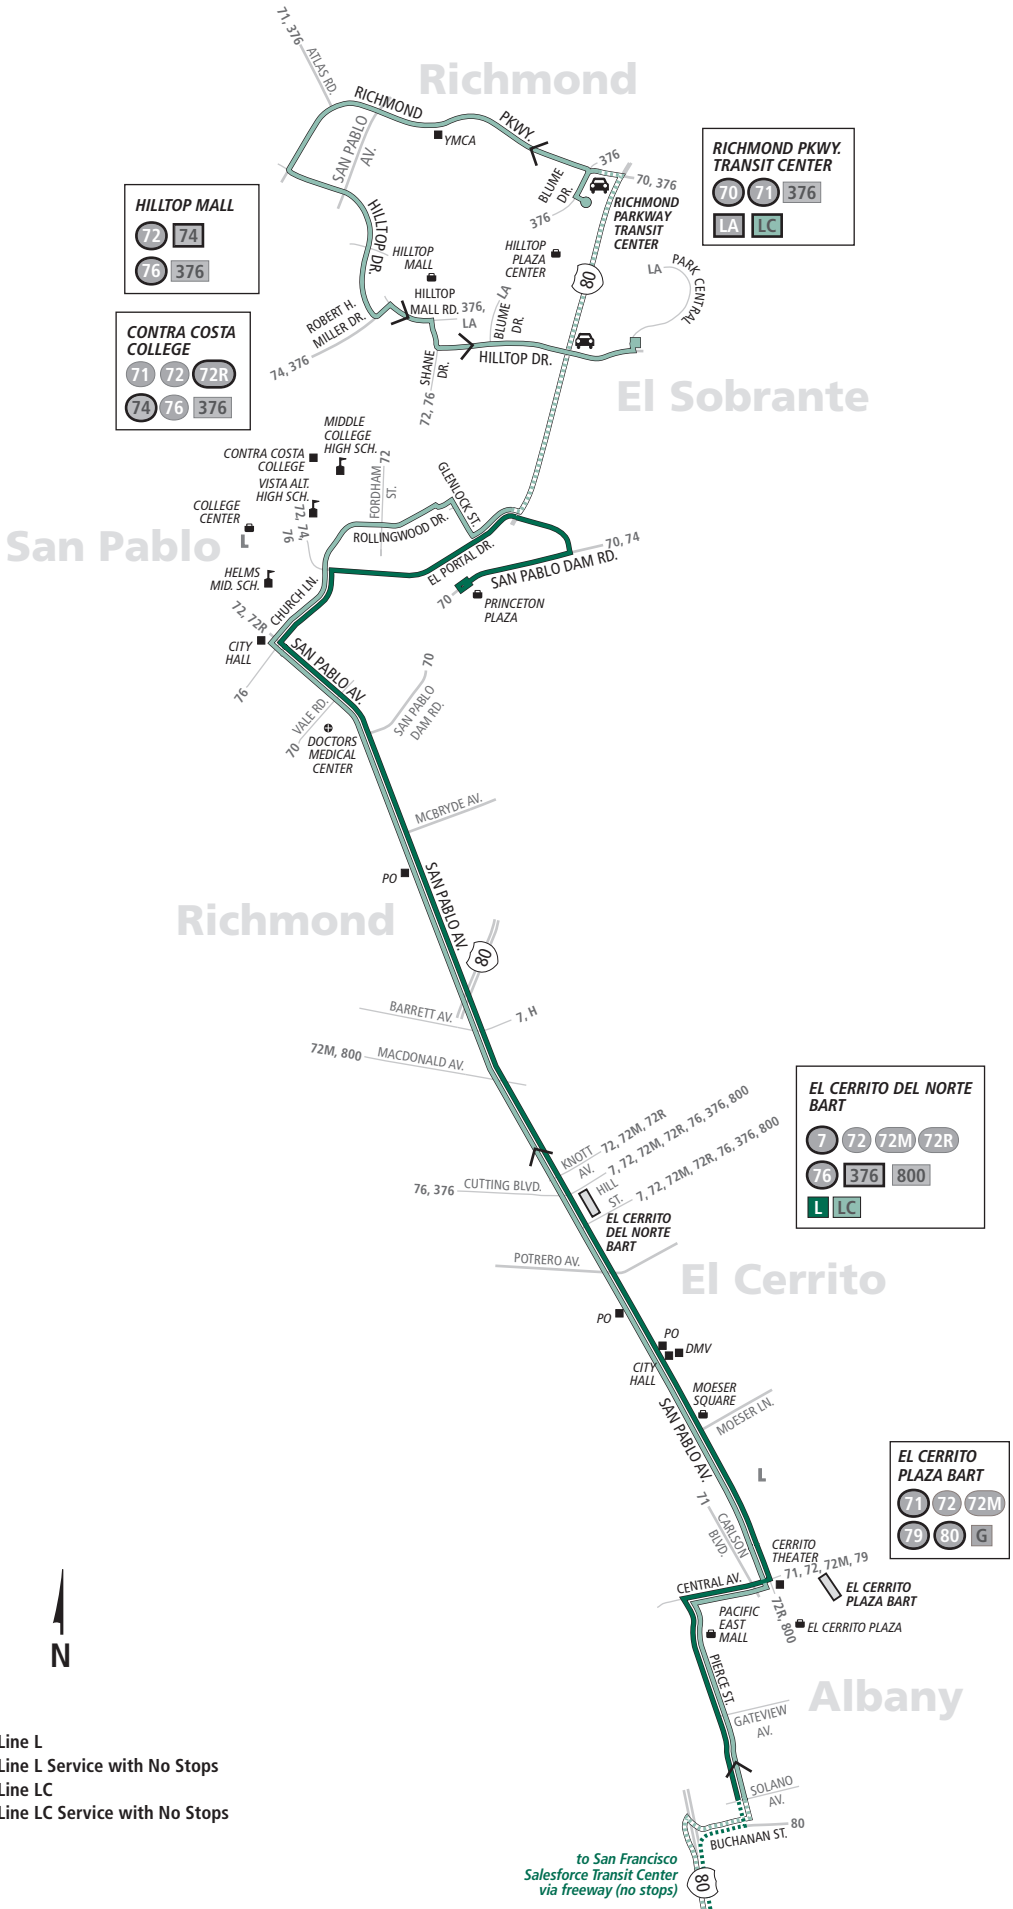 71, 376
ATLAS RD.
Richmond
RICHMOND
PKWY.
SAN PABLO
AV.
YMCA
376
70, 376
BLUME
DR.
376
RICHMOND
PARKWAY
TRANSIT
CENTER
RICHMOND PKWY.
TRANSIT CENTER
70 71 376
LA LC
HILLTOP MALL
72 74
76 376
HILLTOP DR.
HILLTOP
MALL
HILLTOP
PLAZA
CENTER
80
LA
PARK CENTRAL
HILLTOP
MALL RD.
376,
LA
LA
BLUME
DR.
ROBERT H.
MILLER DR.
74, 376
SHANE
DR.
72, 76
HILLTOP DR.
CONTRA COSTA
COLLEGE
71 72 72R
74 76 376
El Sobrante
MIDDLE
COLLEGE
HIGH SCH.
CONTRA COSTA
COLLEGE
VISTA ALT.
HIGH SCH.
72
FORDHAM
ST.
GLENLOCK ST.
COLLEGE
CENTER
72, 74,
76
ROLLINGWOOD DR.
San Pablo
L
EL PORTAL DR.
70, 74
SAN PABLO DAM RD.
HELMS
MID. SCH.
CHURCH LN.
70
PRINCETON
PLAZA
72, 72R
CITY
HALL
SAN PABLO AV.
76
70
SAN PABLO
DAM RD.
VALE RD.
70
DOCTORS
MEDICAL
CENTER
MCBRYDE AV.
PO
SAN PABLO AV.
Richmond
80
BARRETT AV.
7, H
72M, 800
MACDONALD AV.
EL CERRITO DEL NORTE
BART
7 72 72M 72R
76 376 800
L LC
KNOTT
AV.
72, 72M, 72R
7, 72, 72M, 72R, 76, 376, 800
HILL
ST.
7, 72, 72M, 72R, 76, 376, 800
76, 376
CUTTING BLVD.
EL CERRITO
DEL NORTE
BART
POTRERO AV.
El Cerrito
PO
PO
DMV
CITY
HALL
MOESER
SQUARE
MOESER LN.
SAN PABLO AV.
L
EL CERRITO
PLAZA BART
71 72 72M
79 80 G
71
CARLSON
BLVD.
CERRITO
THEATER
71, 72, 72M, 79
CENTRAL AV.
EL CERRITO
PLAZA BART
72R, 800
PACIFIC
EAST
MALL
EL CERRITO PLAZA
N
PIERCE ST.
Albany
GATEVIEW
AV.
Line L
Line L Service with No Stops
Line LC
Line LC Service with No Stops
SOLANO
AV.
80
BUCHANAN ST.
to San Francisco
Salesforce Transit Center
via freeway (no stops)
80